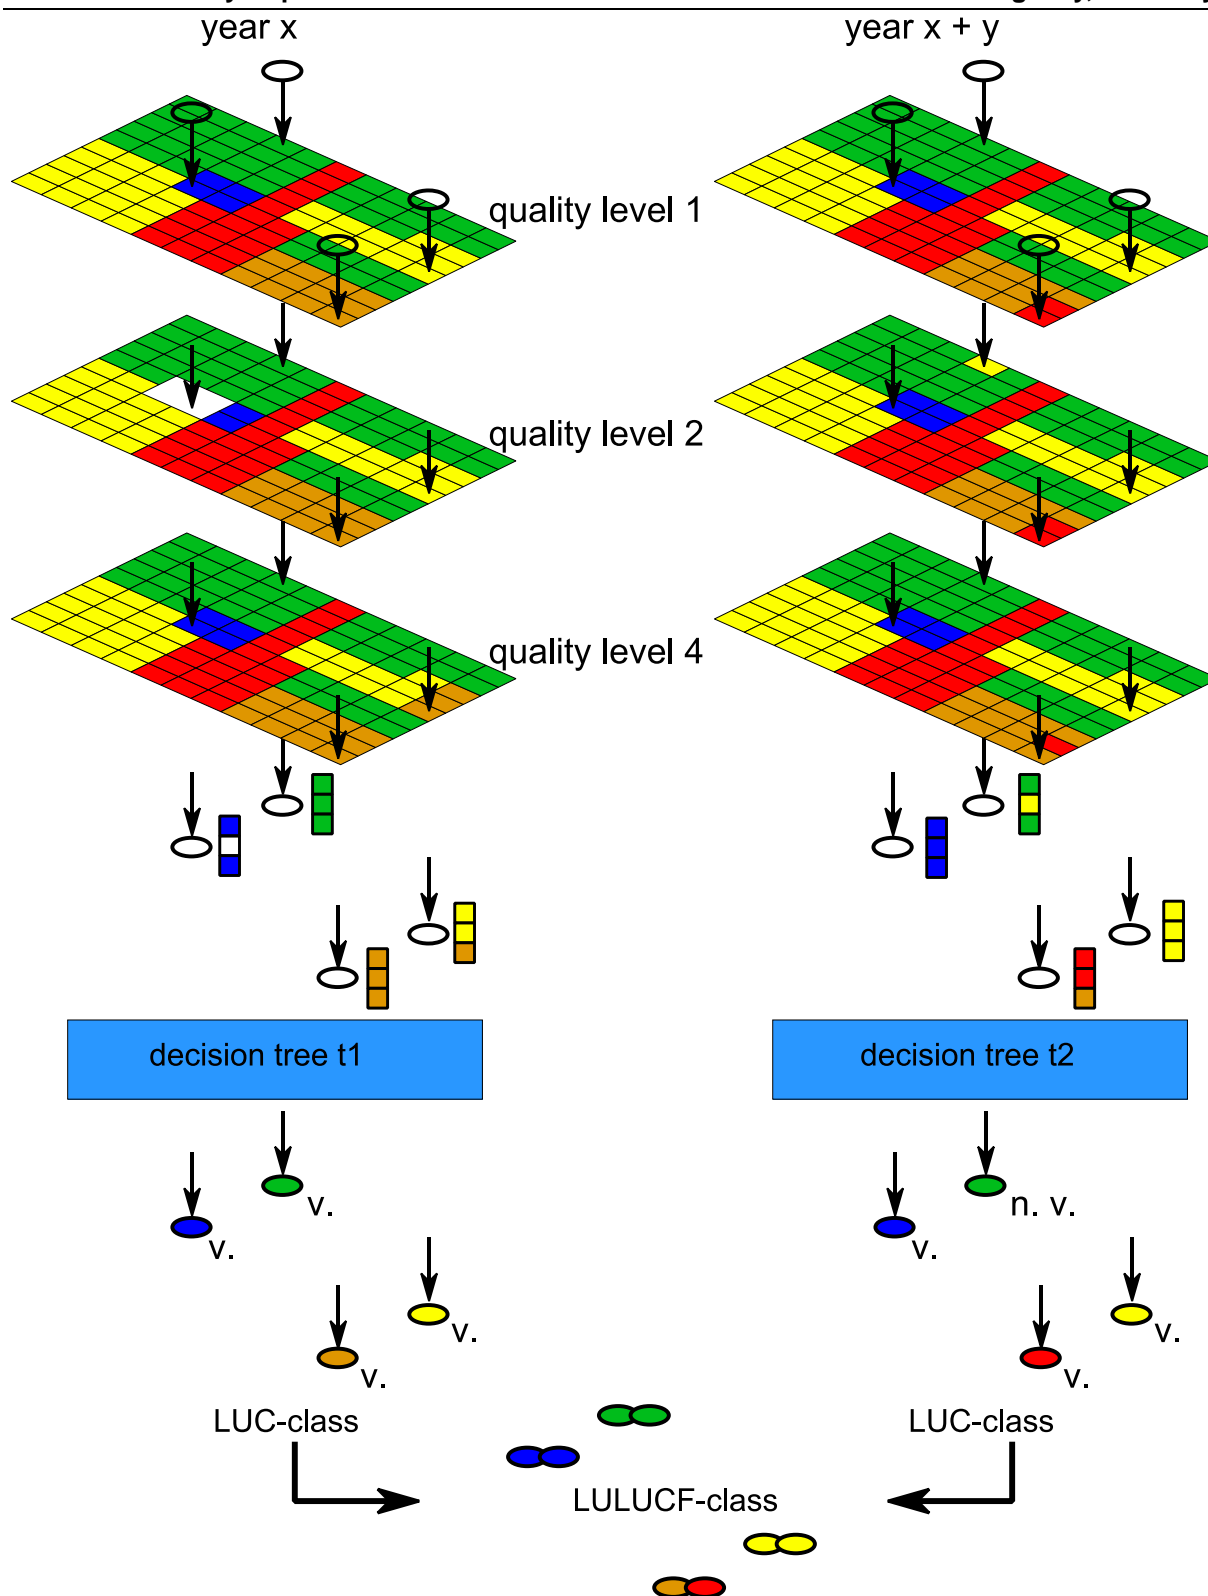 year x
year x + y
quality level 1
quality level 2
quality level 4
decision tree t1
decision tree t2
v.
n. v.
v.
v.
v.
v.
v.
v.
LUC-class
LUC-class
LULUCF-class